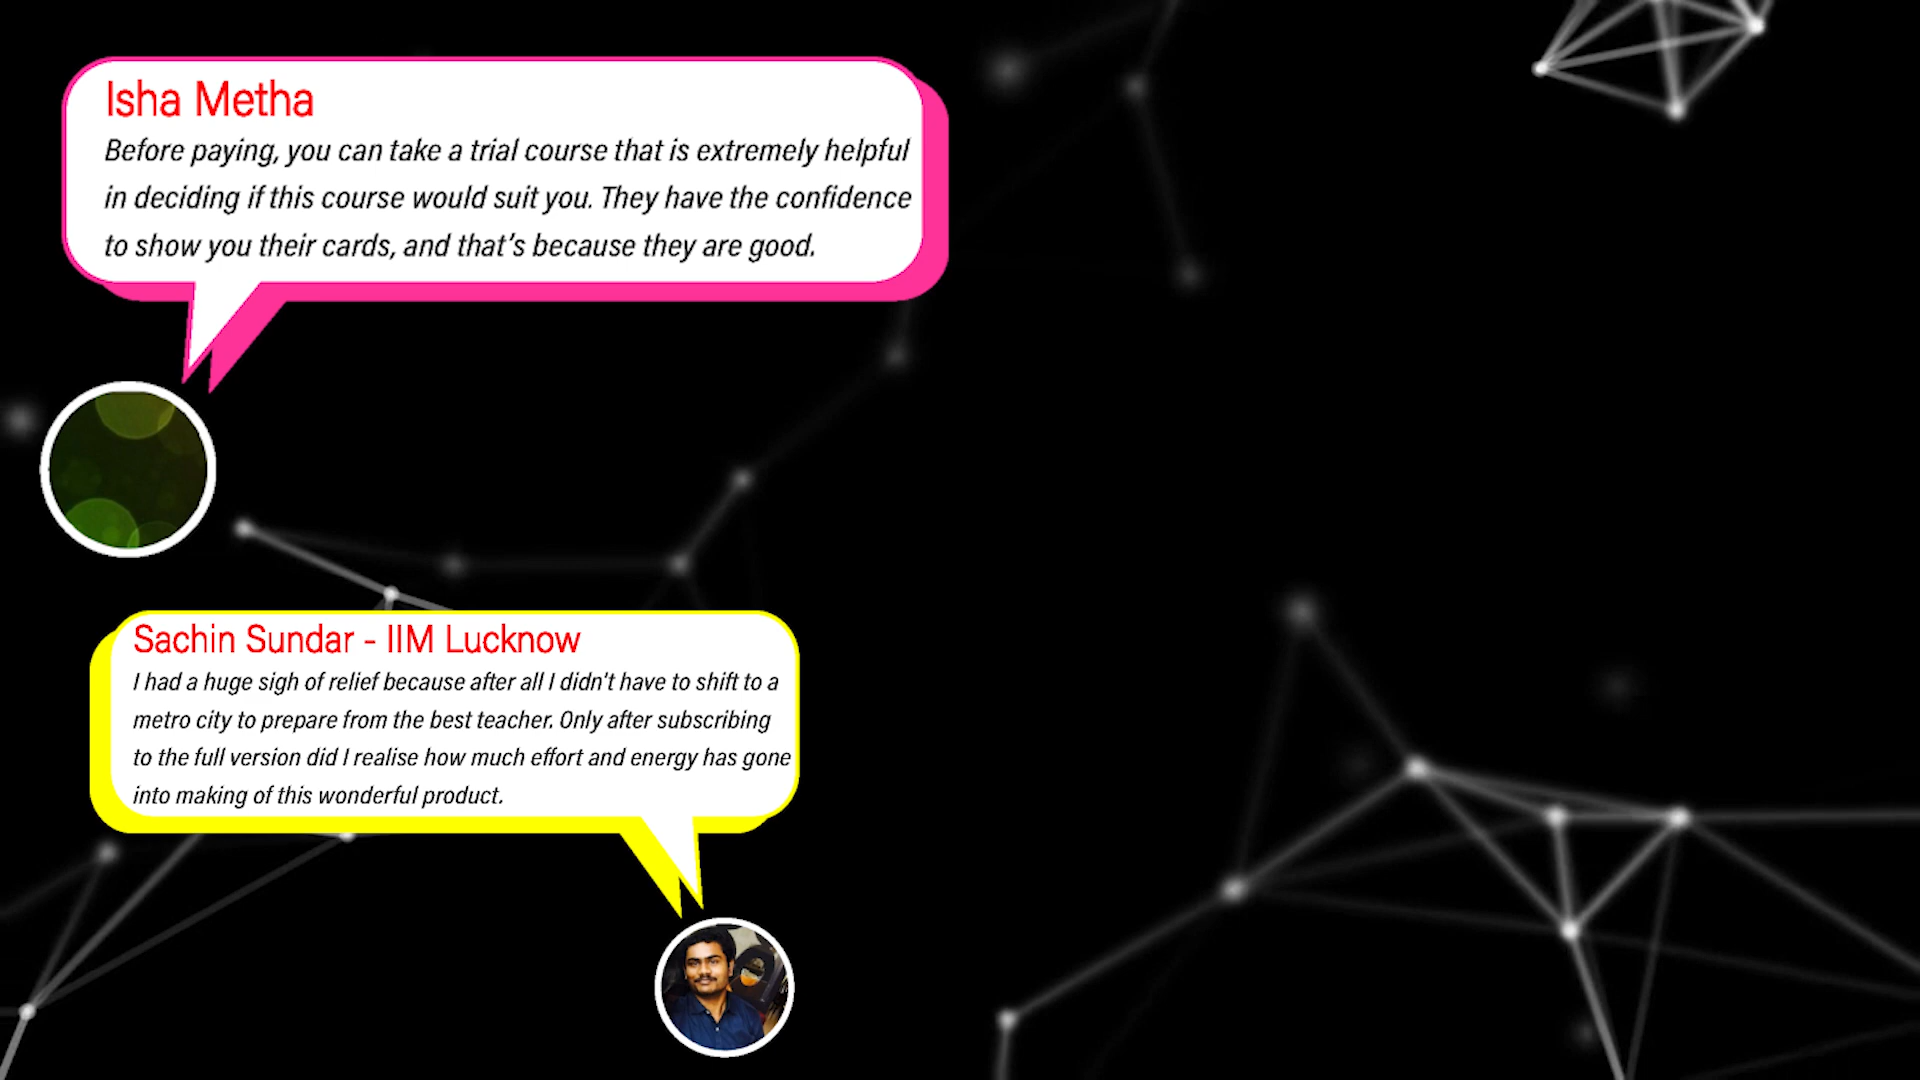 Isha Metha
Before paying, you can take a trial course that is extremely helpful
in deciding if this course would suit you. They have the confidence
to show you their cards, and that's because they are good.
Sachin Sundar - IIM Lucknow
I had a huge sigh of relief because after all I didn't have to shift to a
metro city to prepare from the best teacher. Only after subscribing
to the full version did I realise how much effort and energy has gone
into making of this wonderful product.